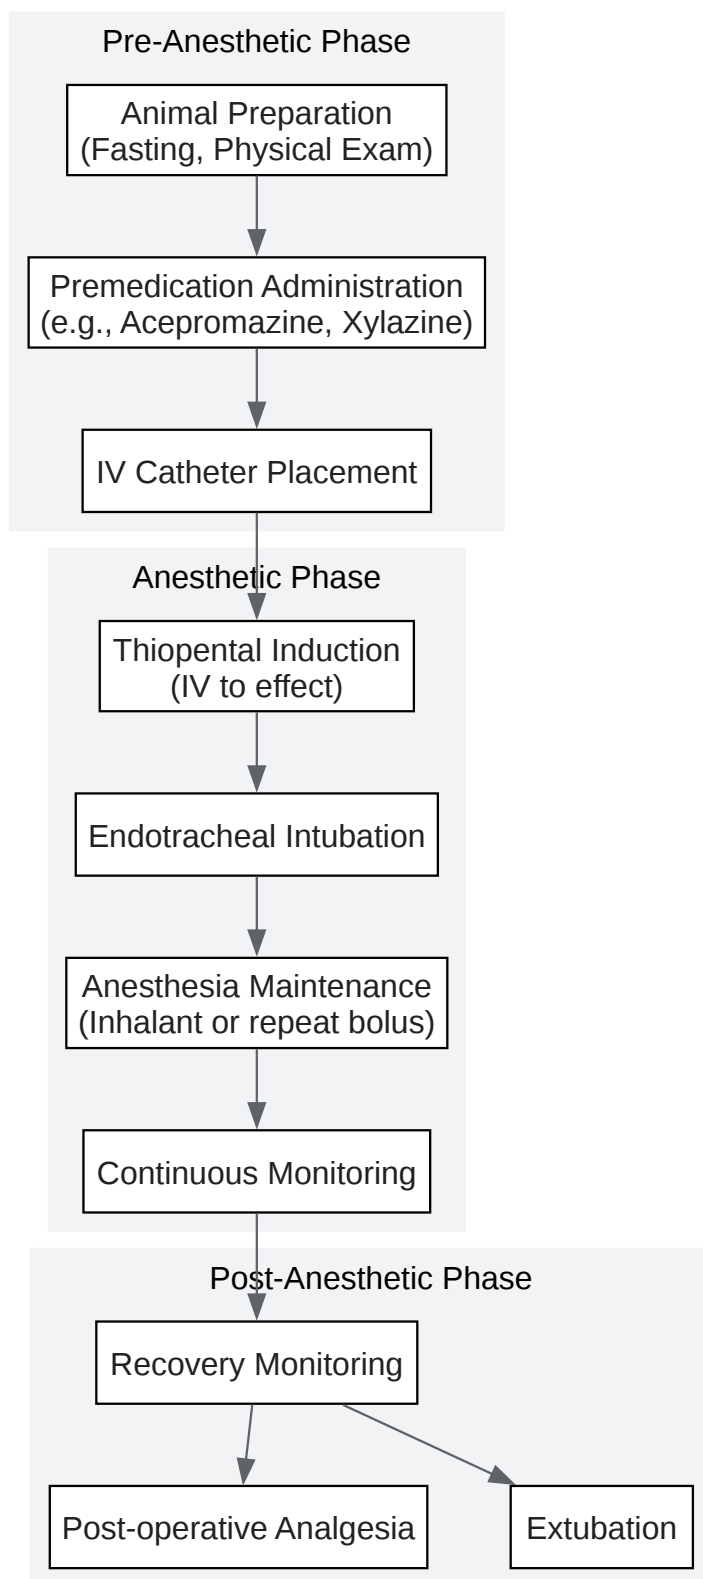 Pre-Anesthetic Phase
Animal Preparation
(Fasting, Physical Exam)
Premedication Administration
(e.g., Acepromazine, Xylazine)
IV Catheter Placement
Anesthetic Phase
Thiopental Induction
(IV to effect)
Endotracheal Intubation
Anesthesia Maintenance
(Inhalant or repeat bolus)
Continuous Monitoring
Post-Anesthetic Phase
Recovery Monitoring
Post-operative Analgesia
Extubation